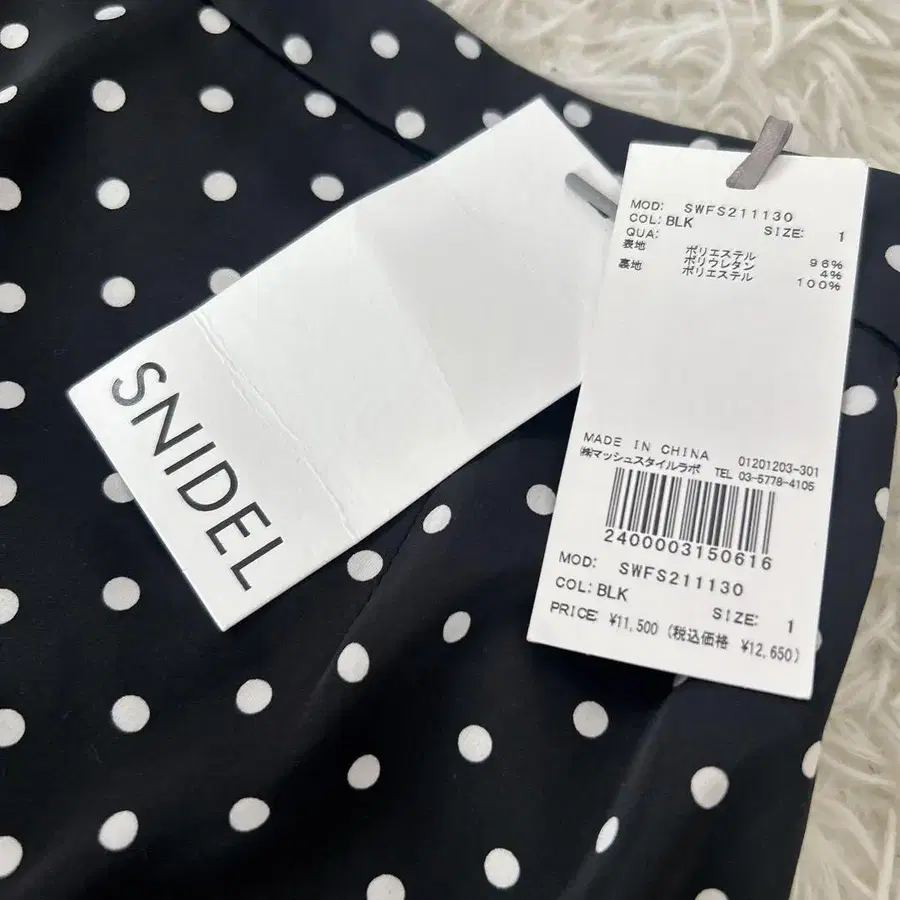 SNIDEL
MOD: SWFS211130
COL: BLK SIZE: 1
QUA:
表地 ポリエステル 96%
ポリウレタン 4%
裏地 ポリエステル 100%
MADE IN CHINA 01201203-301
㈱マッシュスタイルラボ TEL 03-5778-4105
2400003150616
MOD: SWFS211130
COL: BLK SIZE: 1
PRICE: ¥11,500 (税込価格 ¥12,650)